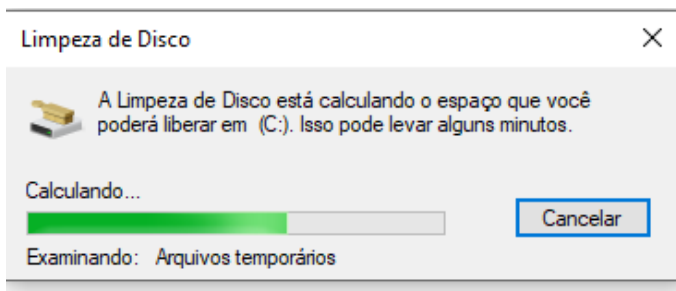 Limpeza de Disco
A Limpeza de Disco está calculando o espaço que você
poderá liberar em  (C:). Isso pode levar alguns minutos.
Calculando...
Cancelar
Examinando:   Arquivos temporários